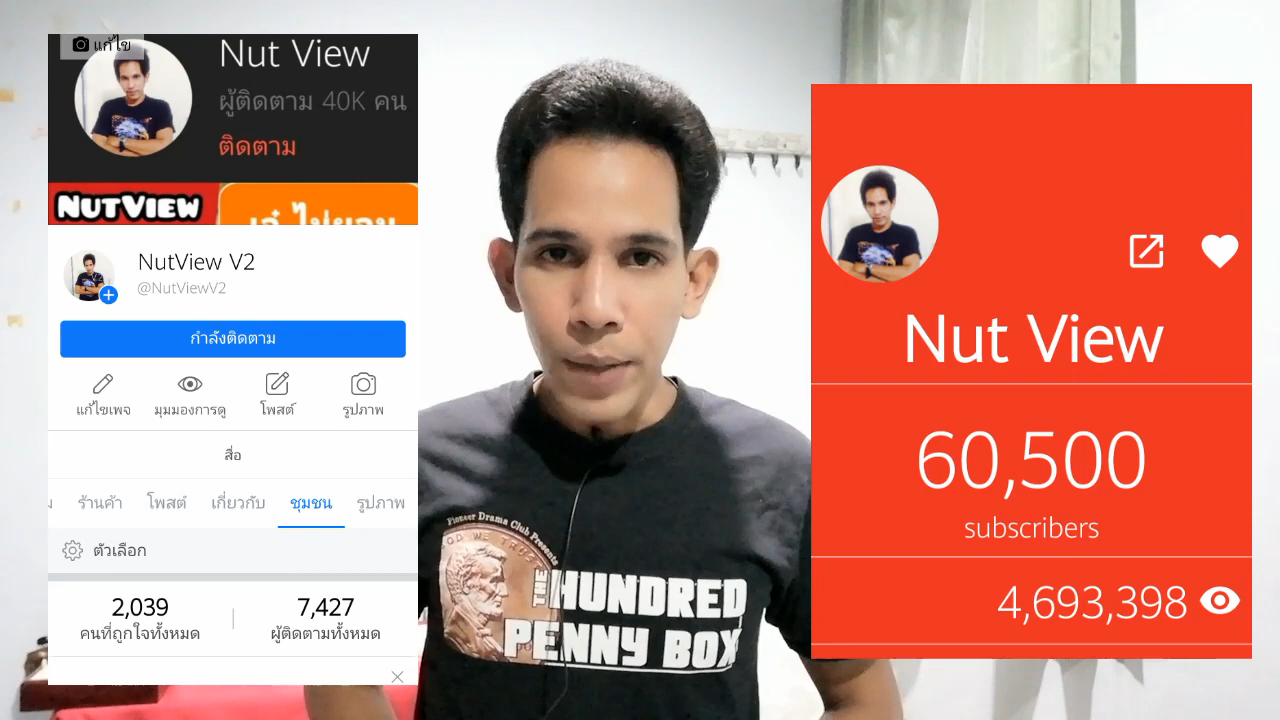 แก้ไข
Nut View
ผู้ติดตาม 40K คน
ติดตาม
NUTVIEW
NutView V2
@NutViewV2
กำลังติดตาม
แก้ไขเพจ มุมมองการดู โพสต์ รูปภาพ
สื่อ
ร้านค้า โพสต์ เกี่ยวกับ ชุมชน รูปภาพ
ตัวเลือก
2,039 7,427
คนที่ถูกใจทั้งหมด ผู้ติดตามทั้งหมด
Pioneer Drama Club Presents
THE HUNDRED
PENNY BOX
Nut View
60,500
subscribers
4,693,398